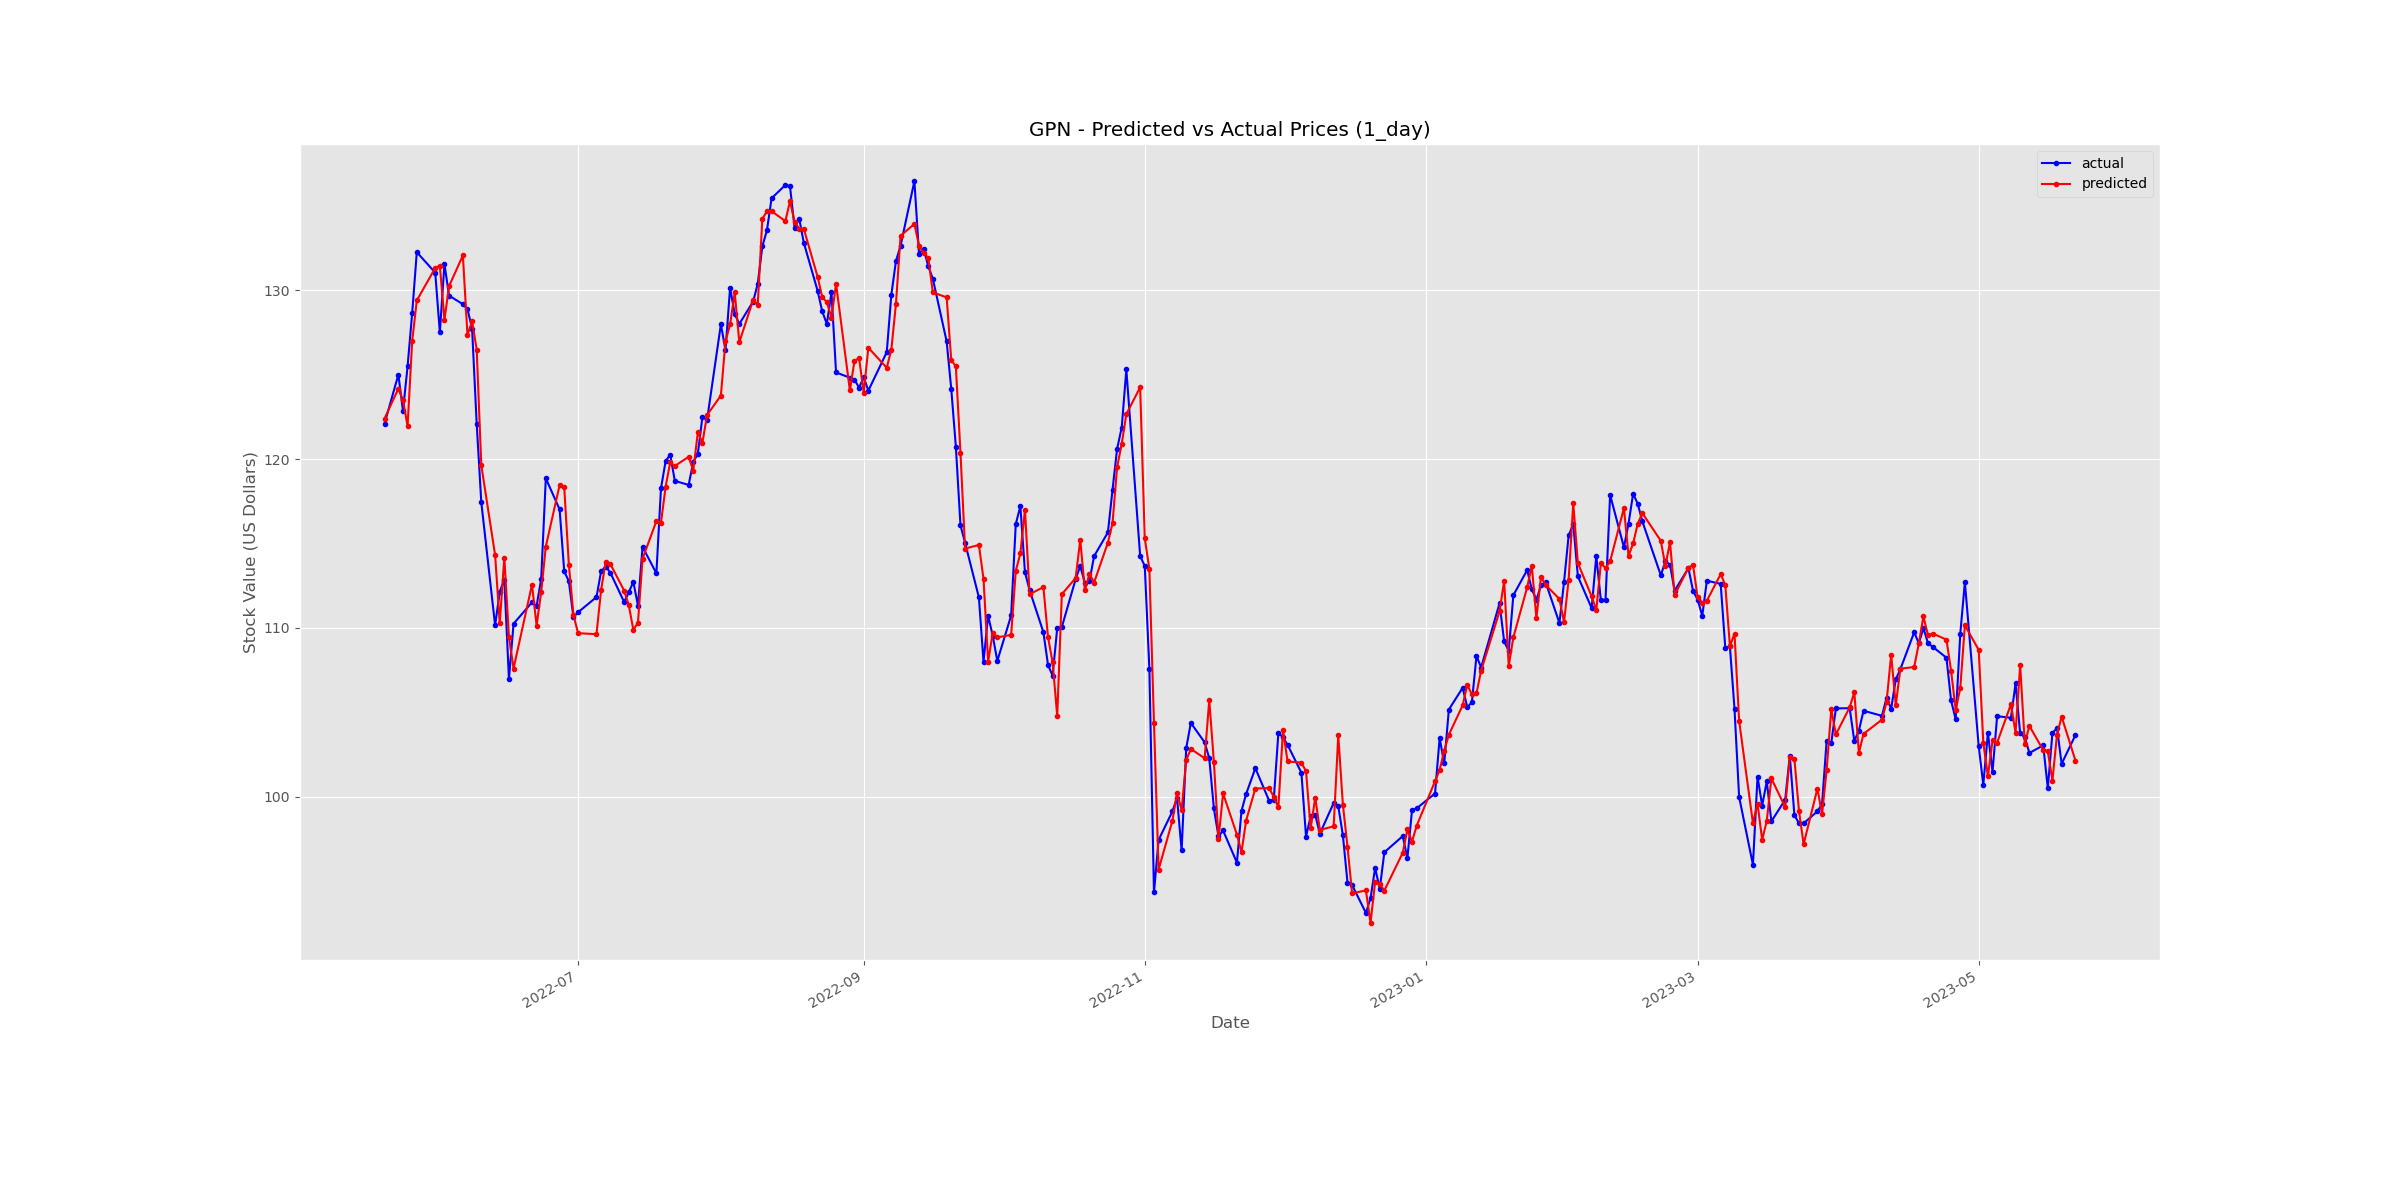 GPN - Predicted vs Actual Prices (1_day)
actual
predicted
Stock Value (US Dollars)
130
120
110
100
2022-07
2022-09
2022-11
2023-01
2023-03
2023-05
Date